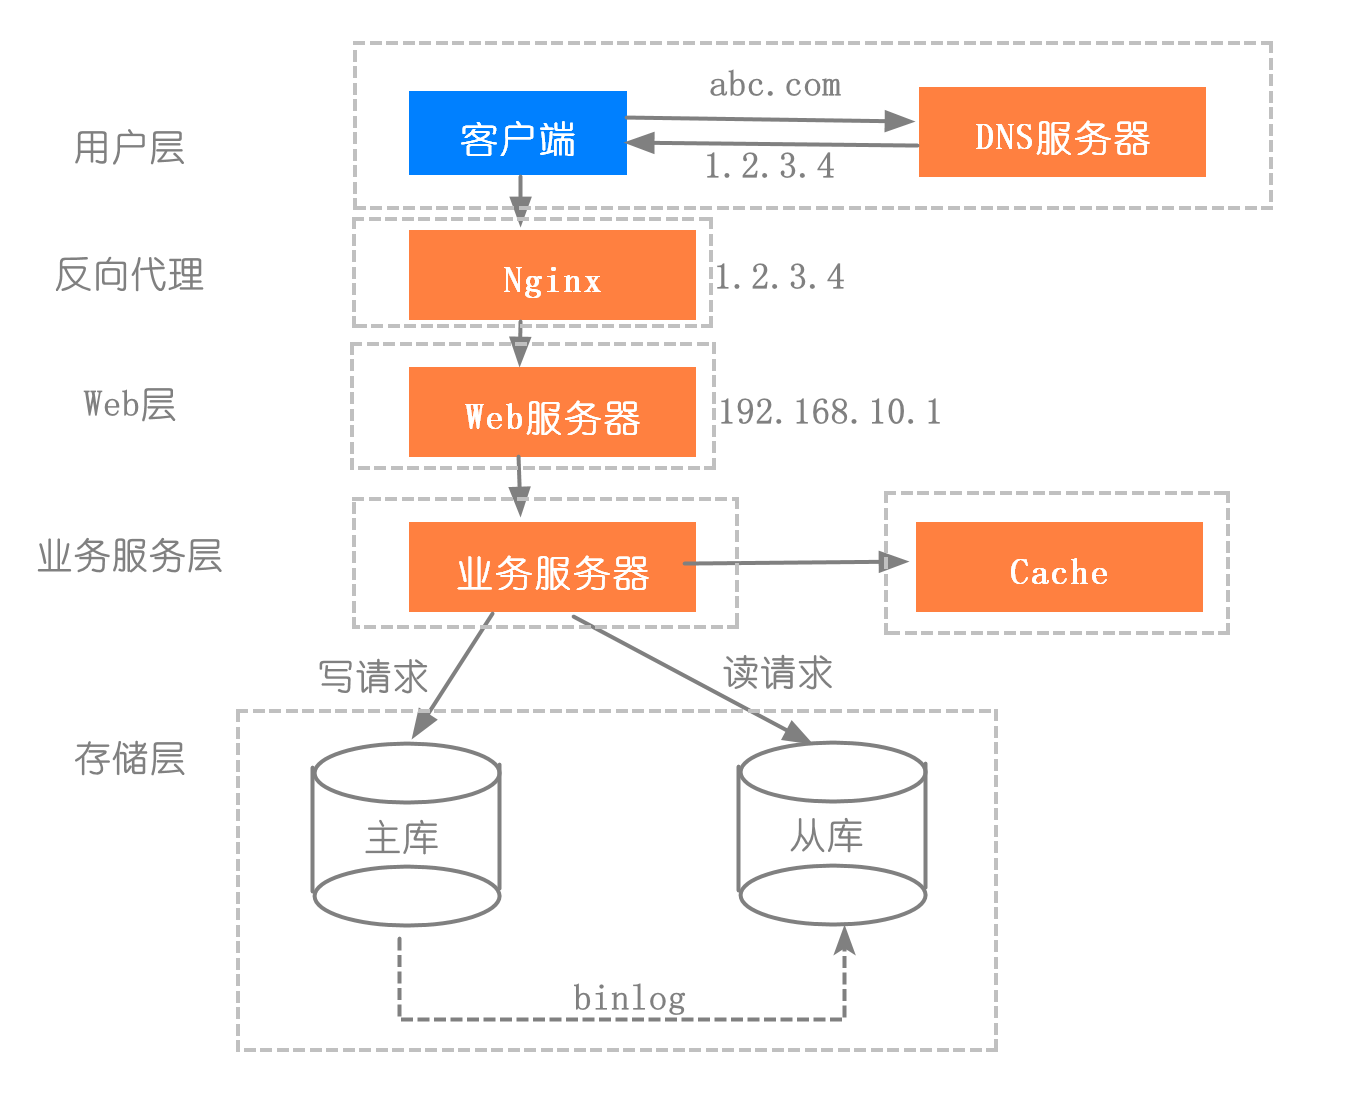 abc.com
客户端
DNS服务器
用户层
1.2.3.4
反向代理
Nginx
1.2.3.4
Web层
Web服务器
192.168.10.1
业务服务层
业务服务器
Cache
写请求
读请求
存储层
主库
从库
binlog